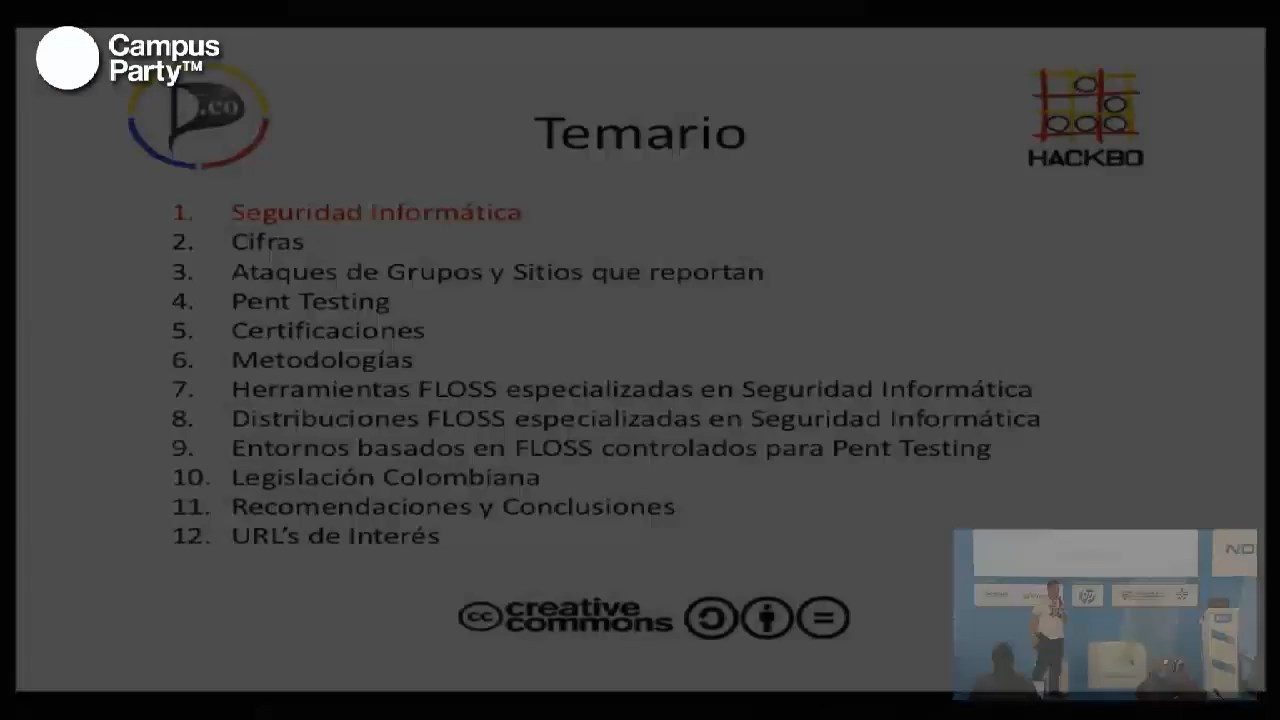 Campus
Party™
.co
Temario
HACKBO
1. Seguridad Informática
2. Cifras
3. Ataques de Grupos y Sitios que reportan
4. Pent Testing
5. Certificaciones
6. Metodologías
7. Herramientas FLOSS especializadas en Seguridad Informática
8. Distribuciones FLOSS especializadas en Seguridad Informática
9. Entornos basados en FLOSS controlados para Pent Testing
10. Legislación Colombiana
11. Recomendaciones y Conclusiones
12. URL's de Interés
cc creative
commons
hp